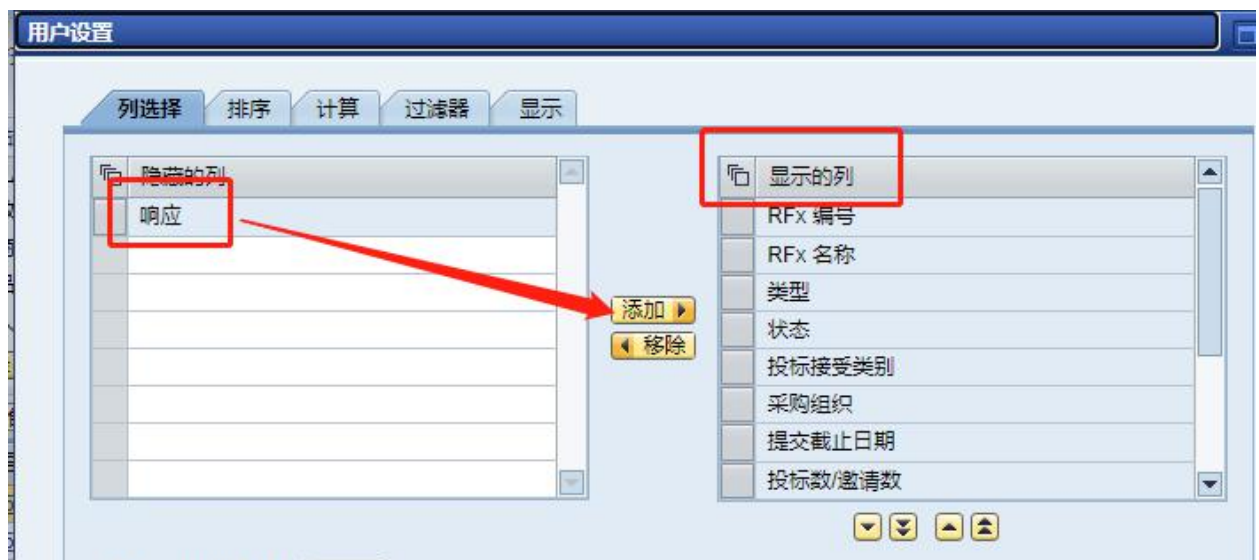 用户设置
列选择 排序 计算 过滤器 显示
隐藏的列
响应
添加
移除
显示的列
RFx 编号
RFx 名称
类型
状态
投标接受类别
采购组织
提交截止日期
投标数/邀请数